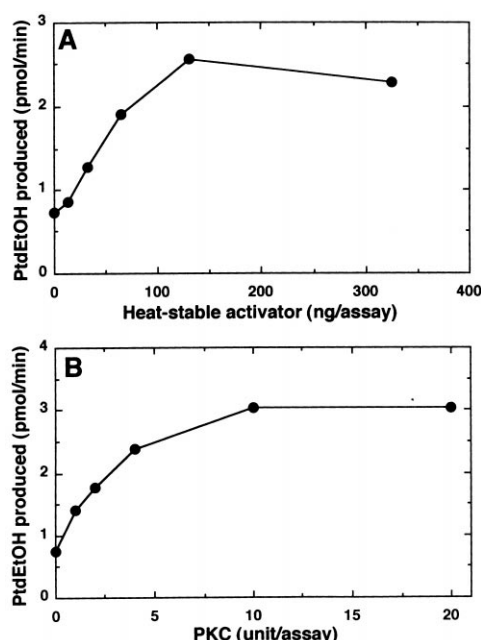 A
PtdEtOH produced (pmol/min)
3
2
1
0
0 100 200 300 400
Heat-stable activator (ng/assay)
B
PtdEtOH produced (pmol/min)
4
3
2
1
0
0 5 10 15 20
PKC (unit/assay)